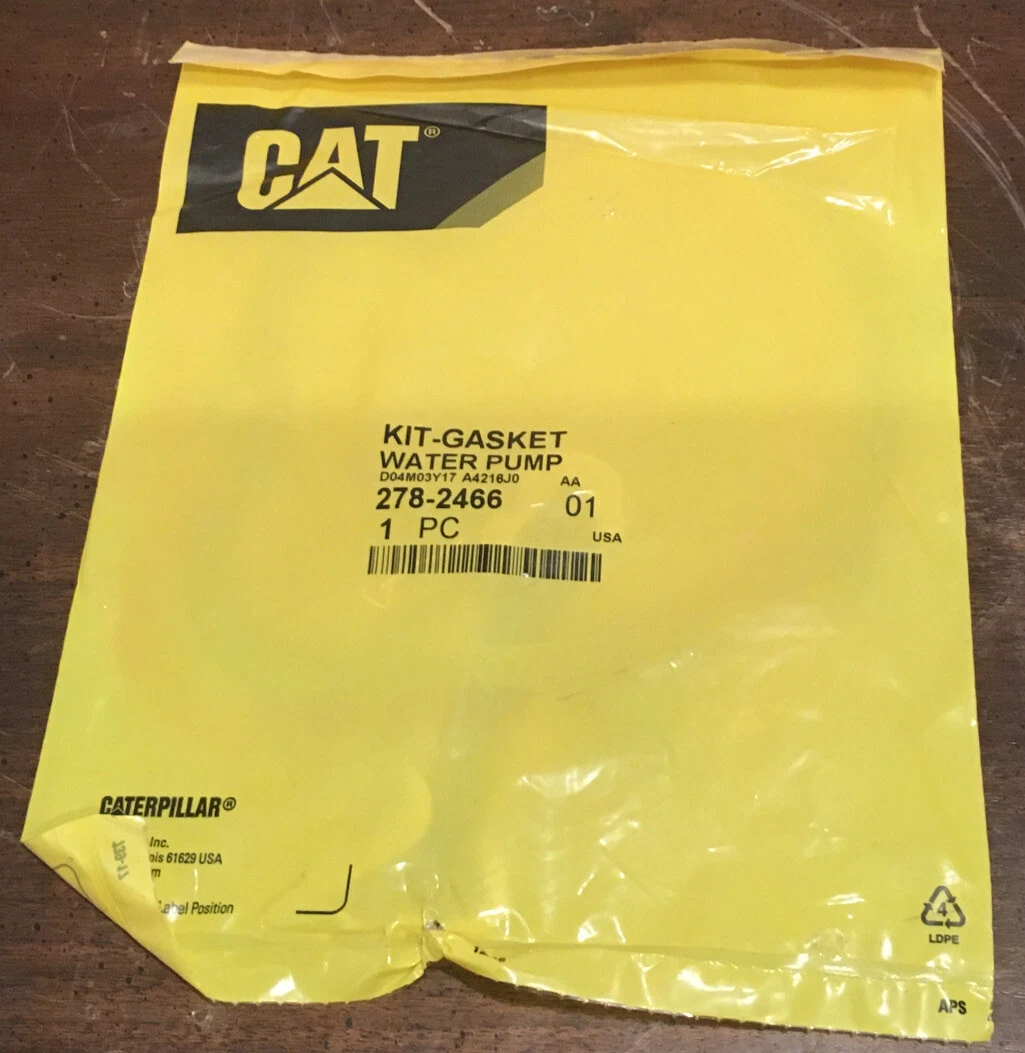 CAT®
KIT-GASKET
WATER PUMP
D04M03Y17 A4216J0 AA
278-2466 01
1 PC USA
CATERPILLAR®
Inc.
61629 USA
Label Position
4
LDPE
APS